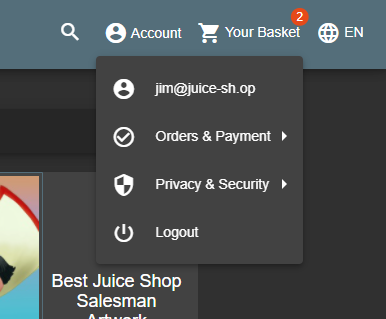 2
Account
Your Basket
EN
jim@juice-sh.op
Orders & Payment
Privacy & Security
Logout
Best Juice Shop
Salesman
Artwork